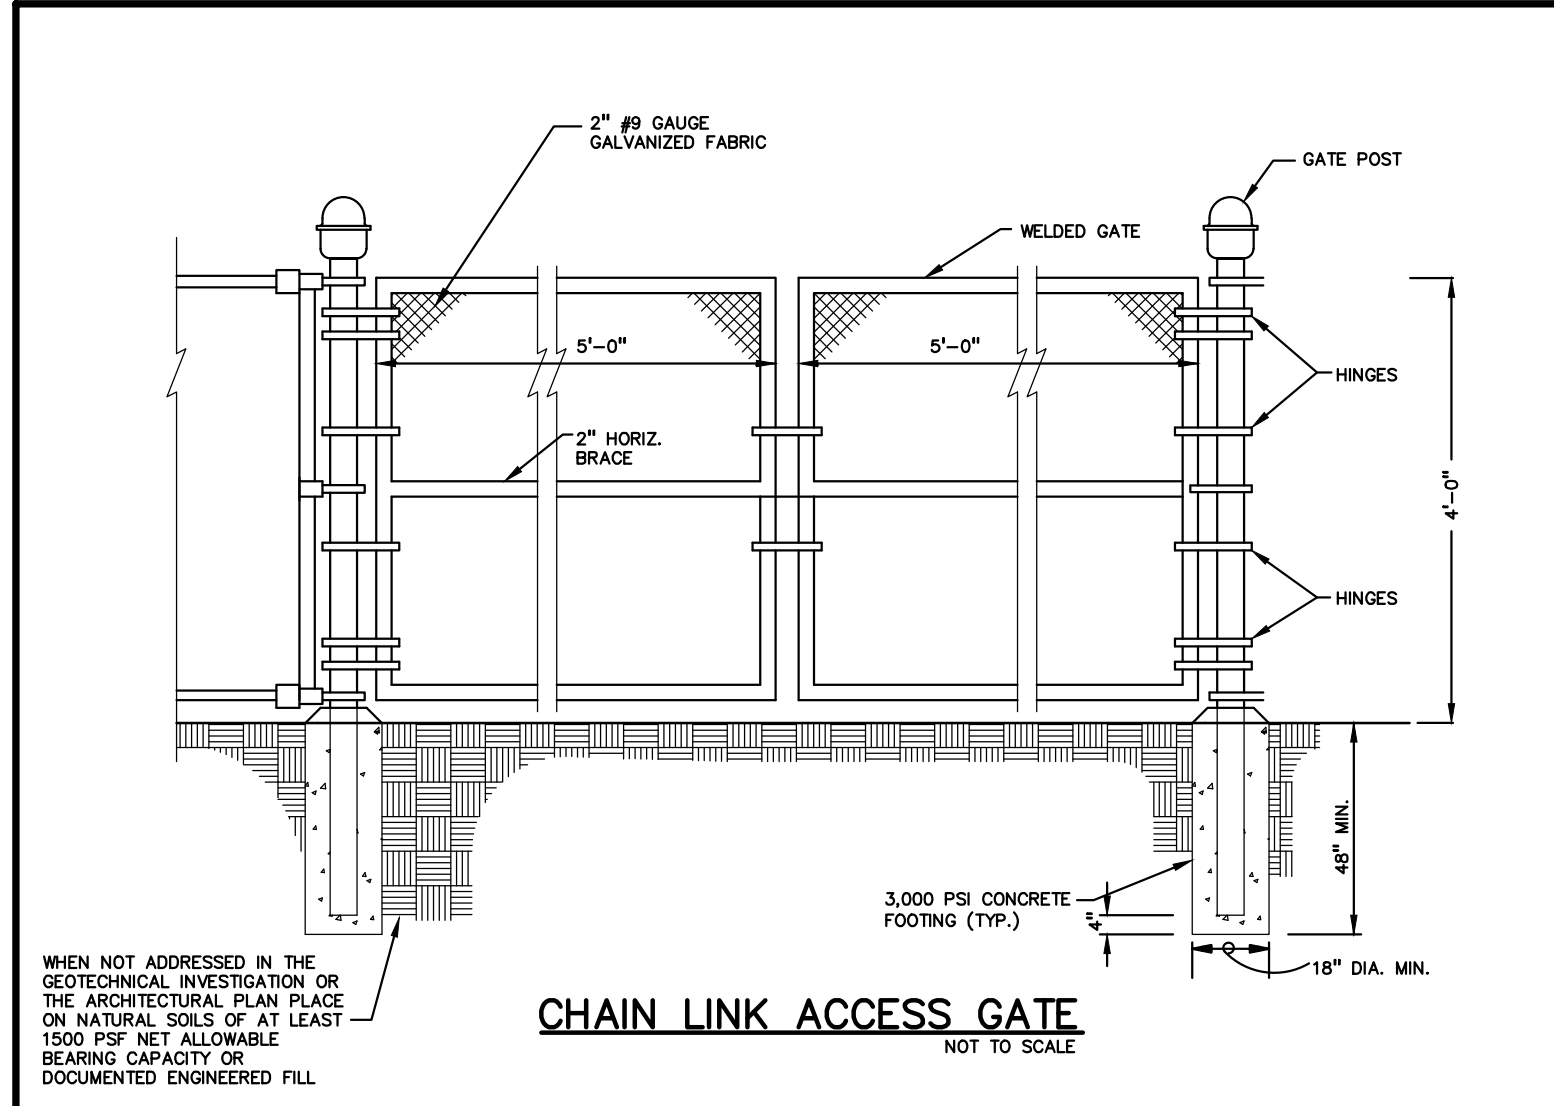 2" #9 GAUGE
GALVANIZED FABRIC
GATE POST
WELDED GATE
5'-0"
5'-0"
HINGES
2" HORIZ.
BRACE
4'-0"
HINGES
48" MIN.
3,000 PSI CONCRETE
FOOTING (TYP.)
4"
18" DIA. MIN.
WHEN NOT ADDRESSED IN THE
GEOTECHNICAL INVESTIGATION OR
THE ARCHITECTURAL PLAN PLACE
ON NATURAL SOILS OF AT LEAST
1500 PSF NET ALLOWABLE
BEARING CAPACITY OR
DOCUMENTED ENGINEERED FILL
CHAIN LINK ACCESS GATE
NOT TO SCALE